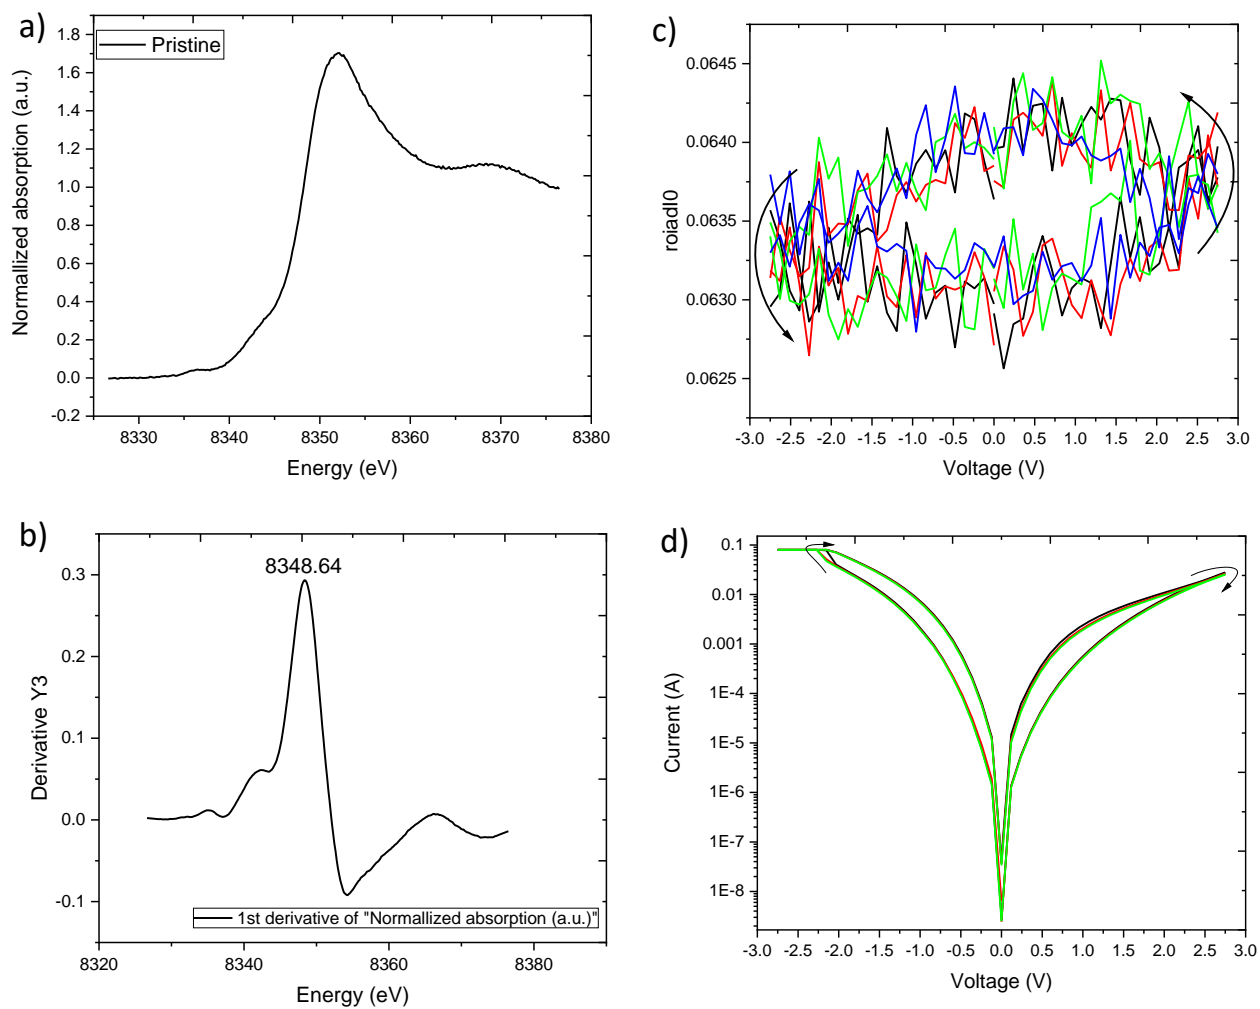 a)
Pristine
Normallized absorption (a.u.)
1.8
1.6
1.4
1.2
1.0
0.8
0.6
0.4
0.2
0.0
-0.2
8330 8340 8350 8360 8370 8380
Energy (eV)
c)
roiadI0
0.0645
0.0640
0.0635
0.0630
0.0625
-3.0 -2.5 -2.0 -1.5 -1.0 -0.5 0.0 0.5 1.0 1.5 2.0 2.5 3.0
Voltage (V)
b)
8348.64
Derivative Y3
0.3
0.2
0.1
0.0
-0.1
1st derivative of "Normallized absorption (a.u.)"
8320 8340 8360 8380
Energy (eV)
d)
Current (A)
0.1
0.01
0.001
1E-4
1E-5
1E-6
1E-7
1E-8
-3.0 -2.5 -2.0 -1.5 -1.0 -0.5 0.0 0.5 1.0 1.5 2.0 2.5 3.0
Voltage (V)